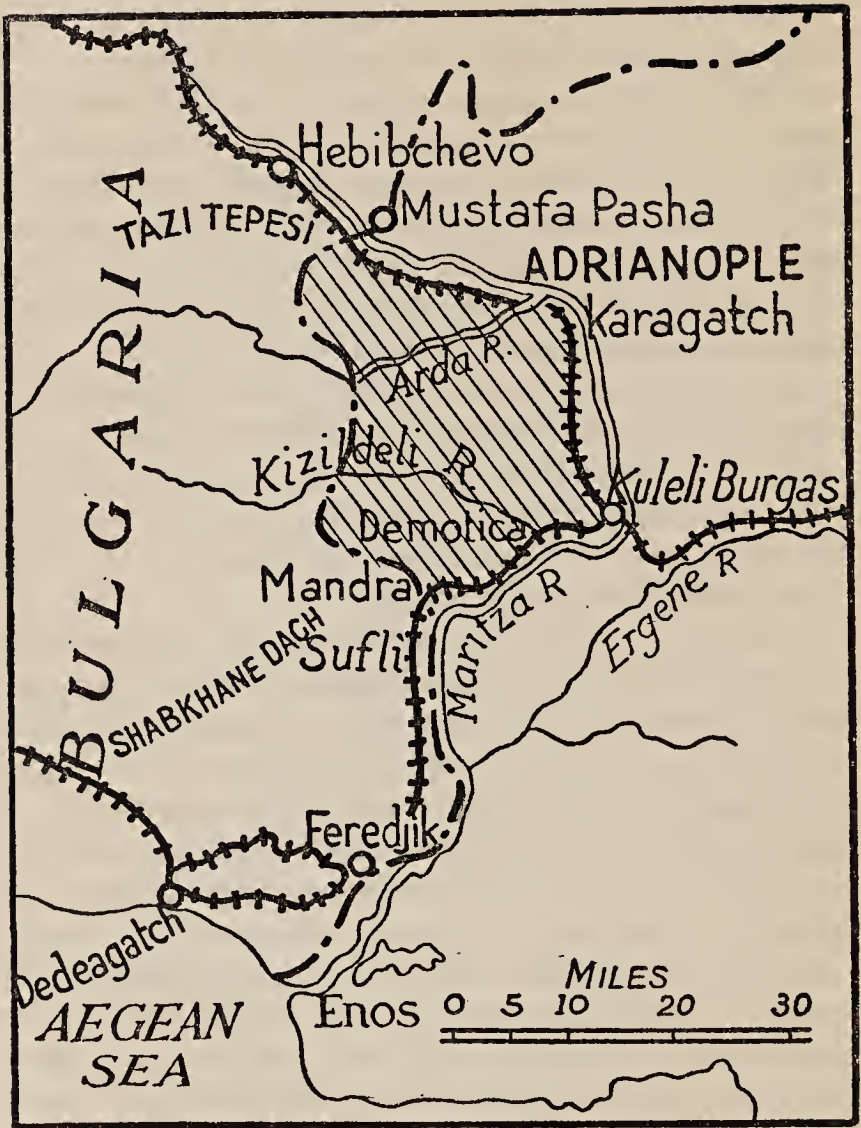 Hebibchevo
TAZI TEPESI
Mustafa Pasha
ADRIANOPLE
Karagatch
BULGARIA
Arda R.
Kizildeli R.
Kuleli Burgas
Demotica
Mandra
Maritza R
Ergene R
Sufli
SHABKHANE DAGH
Feredjik
Dedeagatch
AEGEAN
SEA
Enos
MILES
0 5 10 20 30